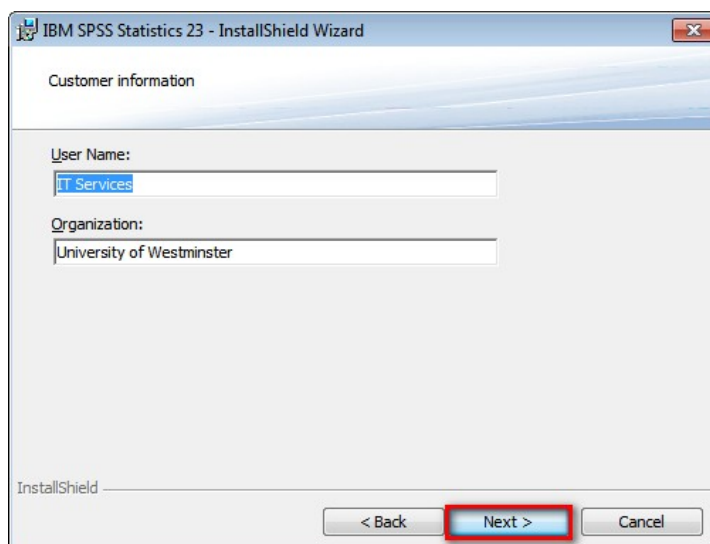 IBM SPSS Statistics 23 - InstallShield Wizard
Customer information
User Name:
IT Services
Organization:
University of Westminster
InstallShield
< Back
Next >
Cancel